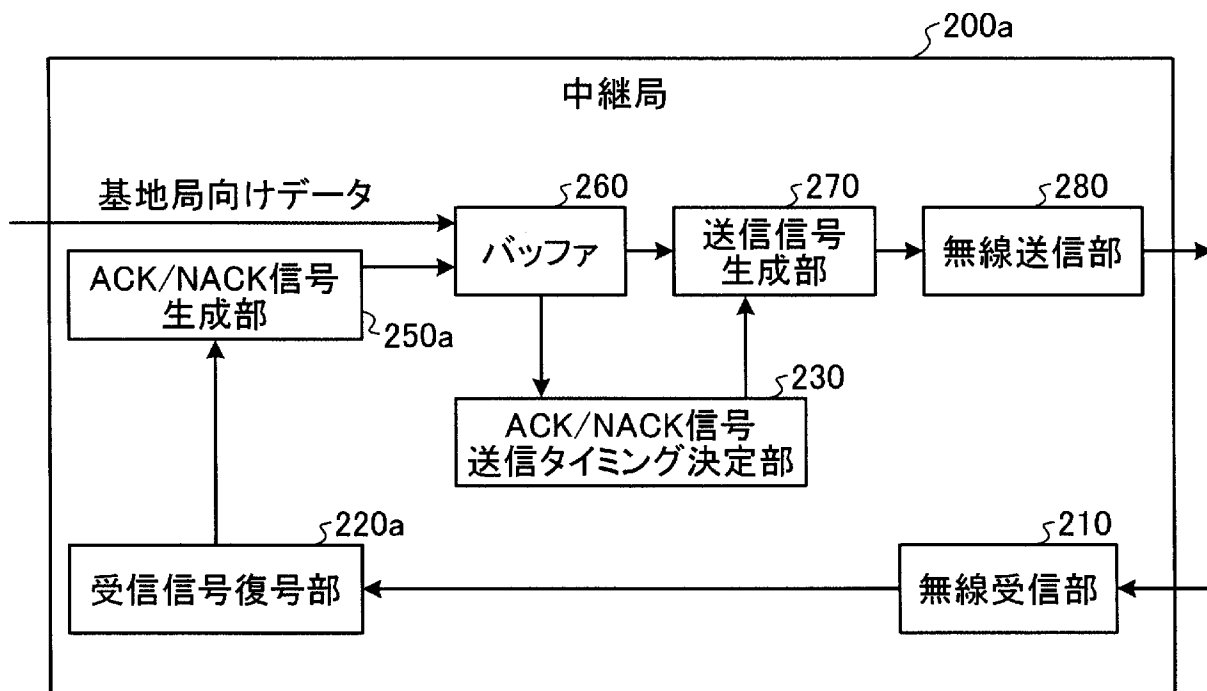 200a
中継局
基地局向けデータ
260
バッファ
270
送信信号
生成部
280
無線送信部
ACK/NACK信号
生成部
250a
230
ACK/NACK信号
送信タイミング決定部
220a
受信信号復号部
210
無線受信部